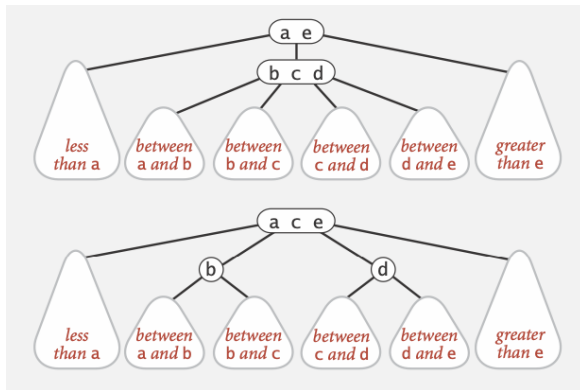 a e
b c d
less
than a
between
a and b
between
b and c
between
c and d
between
d and e
greater
than e
a c e
b
d
less
than a
between
a and b
between
b and c
between
c and d
between
d and e
greater
than e